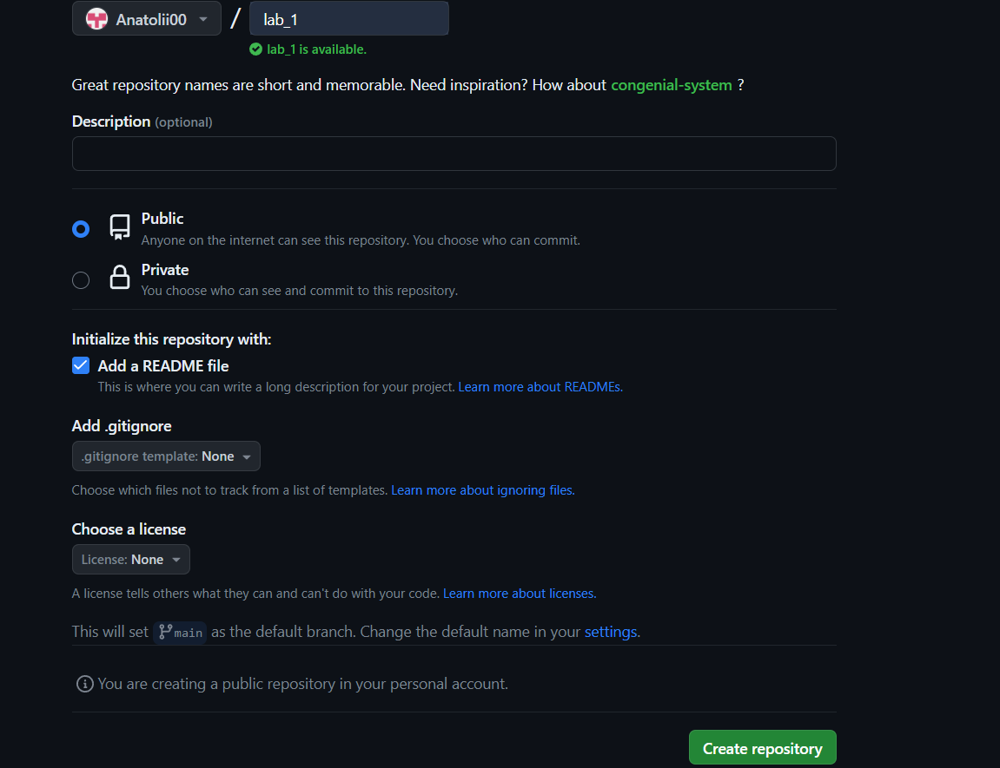 Anatolii00 / lab_1
lab_1 is available.
Great repository names are short and memorable. Need inspiration? How about congenial-system ?
Description (optional)
Public
Anyone on the internet can see this repository. You choose who can commit.
Private
You choose who can see and commit to this repository.
Initialize this repository with:
Add a README file
This is where you can write a long description for your project. Learn more about READMEs.
Add .gitignore
.gitignore template: None
Choose which files not to track from a list of templates. Learn more about ignoring files.
Choose a license
License: None
A license tells others what they can and can't do with your code. Learn more about licenses.
This will set main as the default branch. Change the default name in your settings.
You are creating a public repository in your personal account.
Create repository